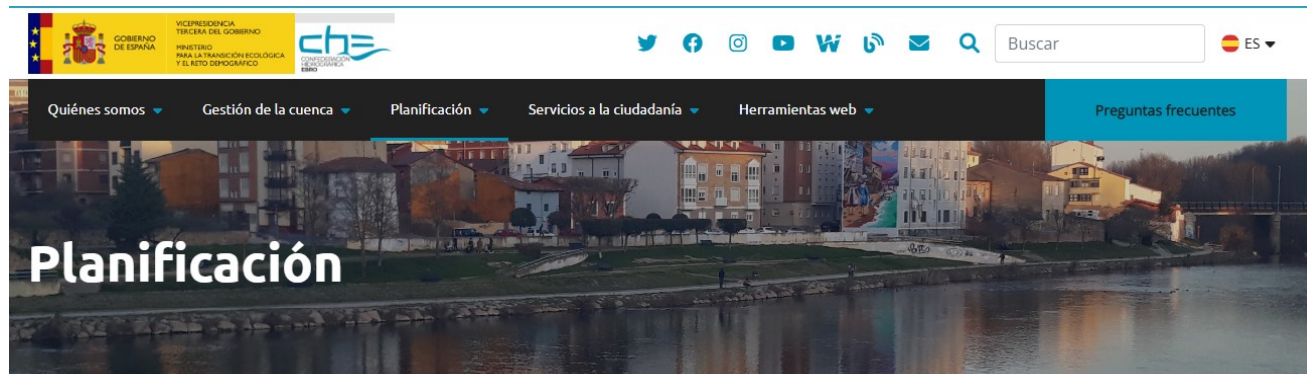 GOBIERNO
DE ESPAÑA
VICEPRESIDENCIA
TERCERA DEL GOBIERNO
MINISTERIO
PARA LA TRANSICIÓN ECOLÓGICA
Y EL RETO DEMOGRÁFICO
che
CONFEDERACIÓN
HIDROGRÁFICA
EBRO
Buscar
ES
Quiénes somos
Gestión de la cuenca
Planificación
Servicios a la ciudadanía
Herramientas web
Preguntas frecuentes
Planificación